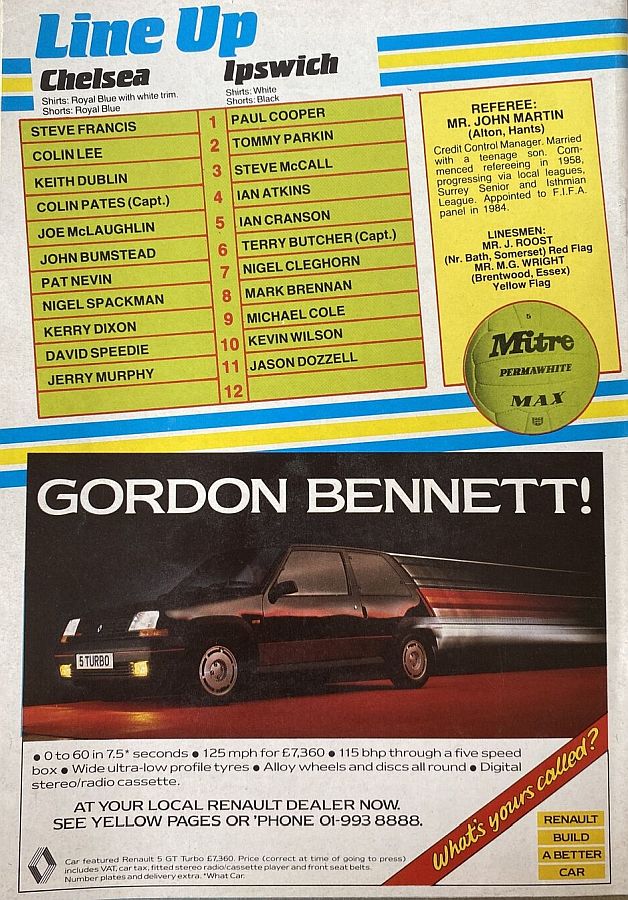 Line Up
Chelsea
Shirts: Royal Blue with white trim.
Shorts: Royal Blue
Ipswich
Shirts: White
Shorts: Black
STEVE FRANCIS 1 PAUL COOPER
COLIN LEE 2 TOMMY PARKIN
KEITH DUBLIN 3 STEVE McCALL
COLIN PATES (Capt.) 4 IAN ATKINS
JOE McLAUGHLIN 5 IAN CRANSON
JOHN BUMSTEAD 6 TERRY BUTCHER (Capt.)
PAT NEVIN 7 NIGEL CLEGHORN
NIGEL SPACKMAN 8 MARK BRENNAN
KERRY DIXON 9 MICHAEL COLE
DAVID SPEEDIE 10 KEVIN WILSON
JERRY MURPHY 11 JASON DOZZELL
12
REFEREE:
MR. JOHN MARTIN
(Alton, Hants)
Credit Control Manager. Married
with a teenage son. Com-
menced refereeing in 1958,
progressing via local leagues,
Surrey Senior and Isthmian
League. Appointed to F.I.F.A.
panel in 1984.
LINESMEN:
MR. J. ROOST
(Nr. Bath, Somerset) Red Flag
MR. M.G. WRIGHT
(Brentwood, Essex)
Yellow Flag
5
Mitre
PERMAWHITE
MAX
GORDON BENNETT!
5 TURBO
● 0 to 60 in 7.5* seconds ● 125 mph for £7,360 ● 115 bhp through a five speed
box ● Wide ultra-low profile tyres ● Alloy wheels and discs all round ● Digital
stereo/radio cassette.
AT YOUR LOCAL RENAULT DEALER NOW.
SEE YELLOW PAGES OR 'PHONE 01-993 8888.
Car featured Renault 5 GT Turbo £7,360. Price (correct at time of going to press)
includes VAT, car tax, fitted stereo radio/cassette player and front seat belts.
Number plates and delivery extra. *What Car.
What's yours called?
RENAULT
BUILD
A BETTER
CAR